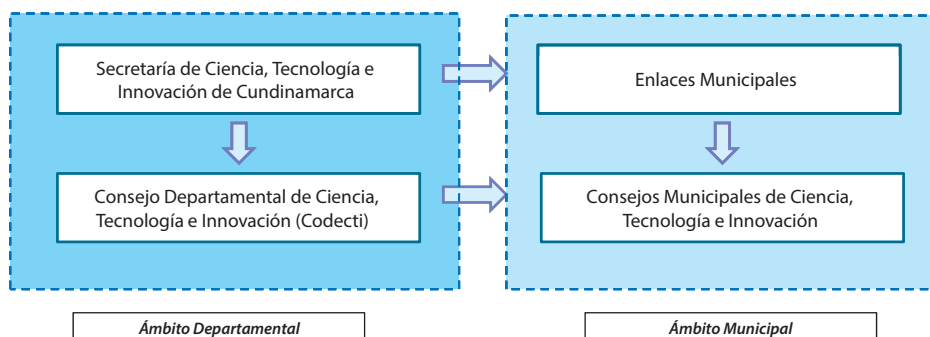 Secretaría de Ciencia, Tecnología e
Innovación de Cundinamarca
Enlaces Municipales
Consejo Departamental de Ciencia,
Tecnología e Innovación (Codecti)
Consejos Municipales de Ciencia,
Tecnología e Innovación
Ámbito Departamental
Ámbito Municipal